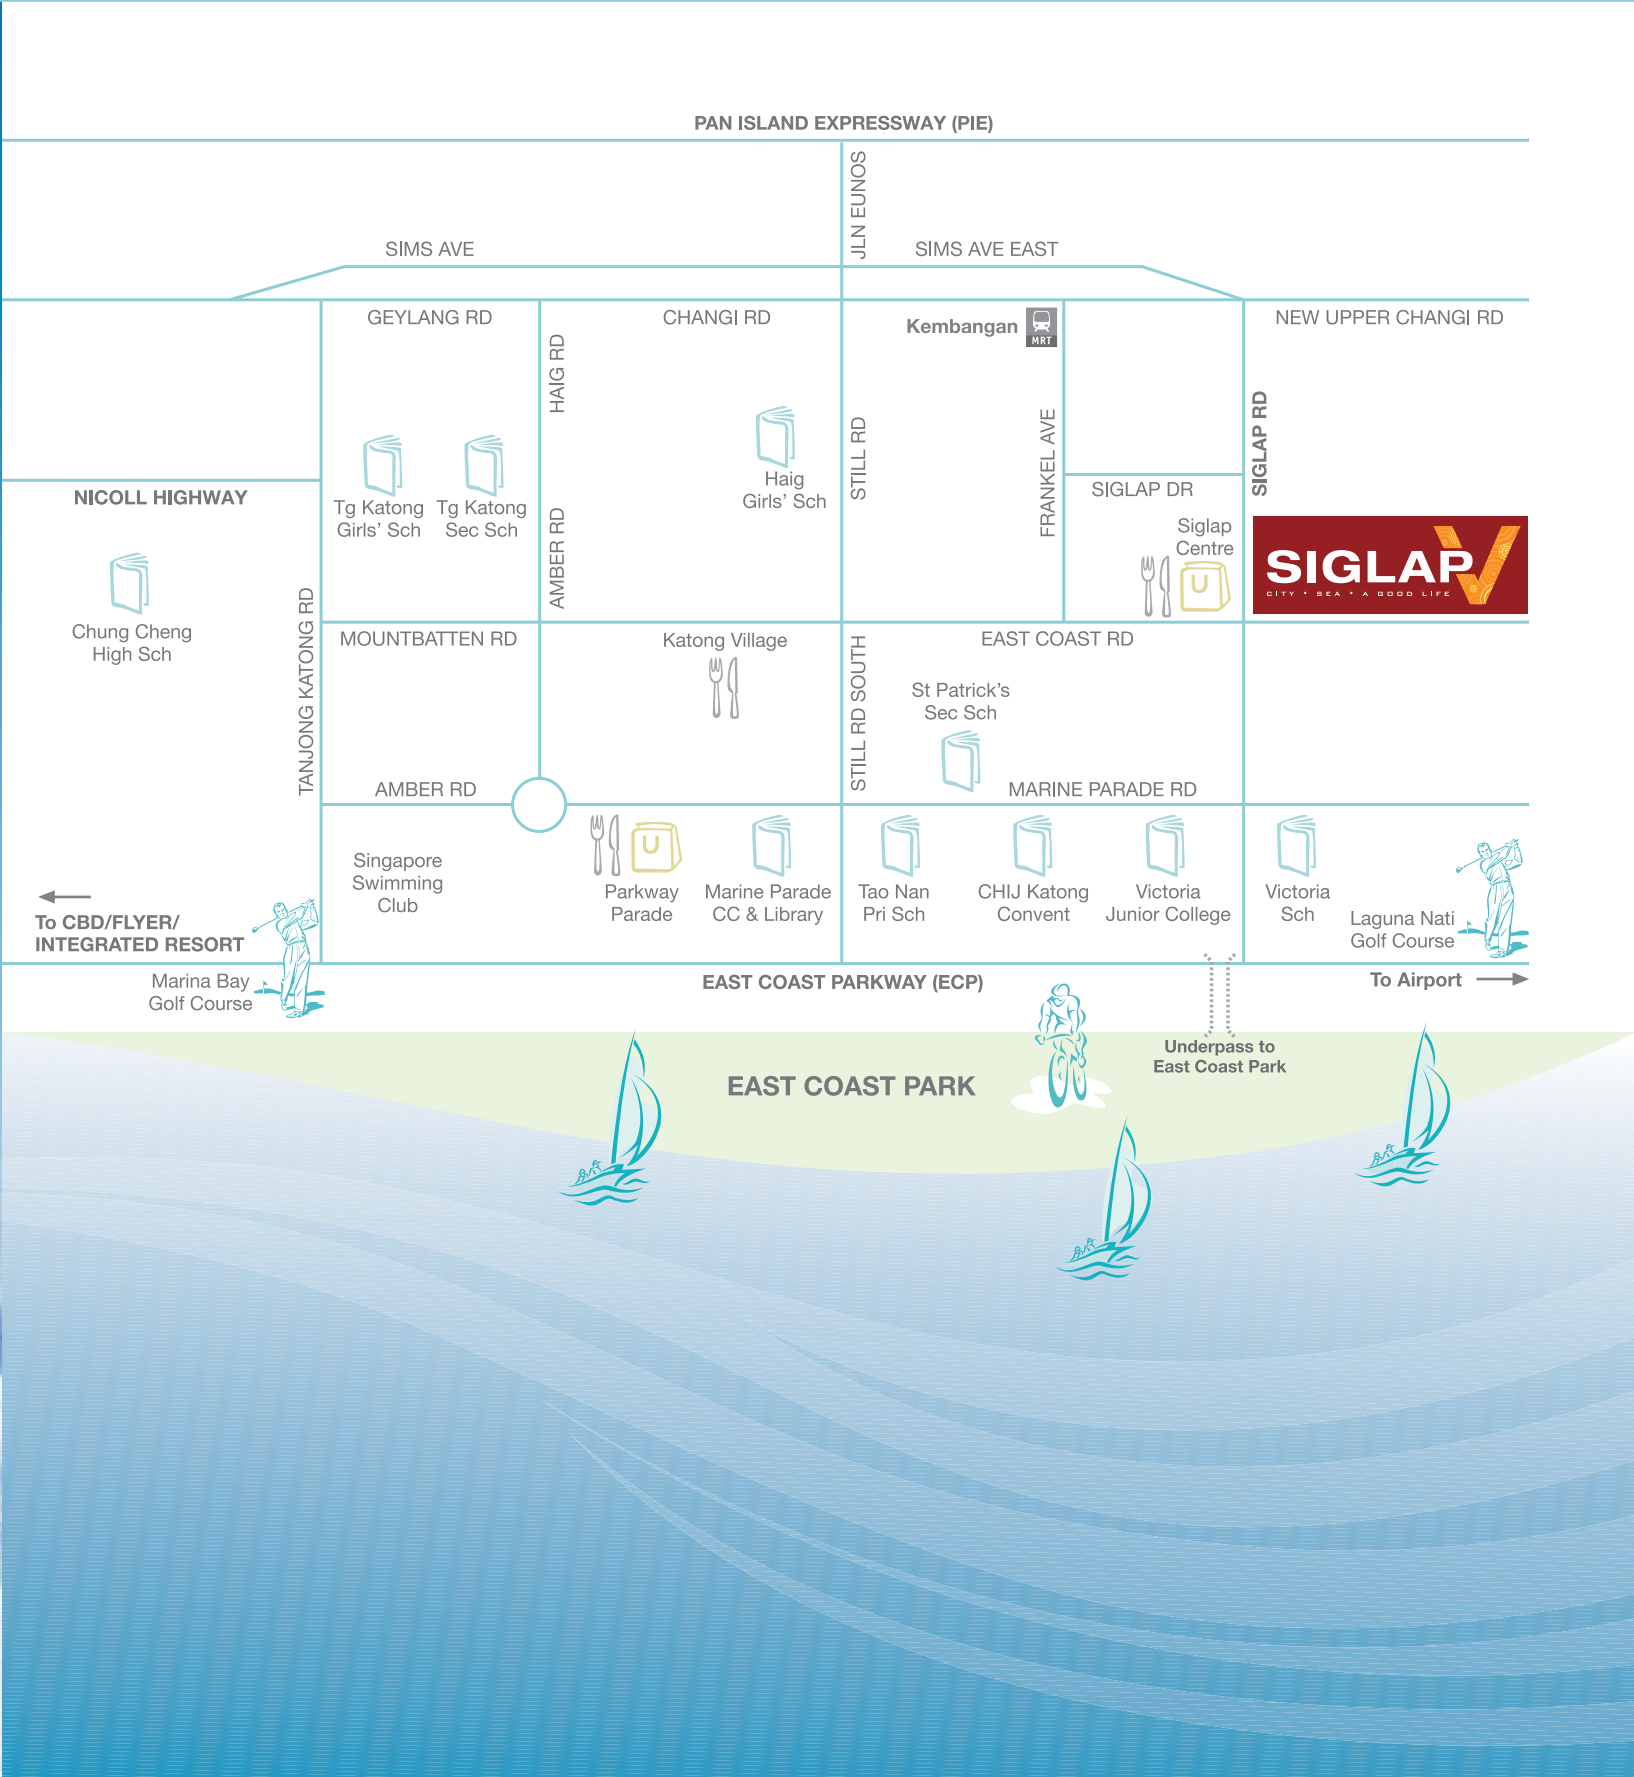 PAN ISLAND EXPRESSWAY (PIE)
JLN EUNOS
SIMS AVE
SIMS AVE EAST
GEYLANG RD
CHANGI RD
Kembangan
MRT
NEW UPPER CHANGI RD
HAIG RD
STILL RD
FRANKEL AVE
SIGLAP RD
NICOLL HIGHWAY
Tg Katong
Girls' Sch
Tg Katong
Sec Sch
Haig
Girls' Sch
SIGLAP DR
AMBER RD
Siglap
Centre
SIGLAP V
CITY • SEA • A GOOD LIFE
Chung Cheng
High Sch
TANJONG KATONG RD
MOUNTBATTEN RD
Katong Village
STILL RD SOUTH
EAST COAST RD
St Patrick's
Sec Sch
AMBER RD
MARINE PARADE RD
Singapore
Swimming
Club
Parkway
Parade
Marine Parade
CC & Library
Tao Nan
Pri Sch
CHIJ Katong
Convent
Victoria
Junior College
Victoria
Sch
Laguna Nati
Golf Course
To CBD/FLYER/
INTEGRATED RESORT
Marina Bay
Golf Course
EAST COAST PARKWAY (ECP)
To Airport
Underpass to
East Coast Park
EAST COAST PARK